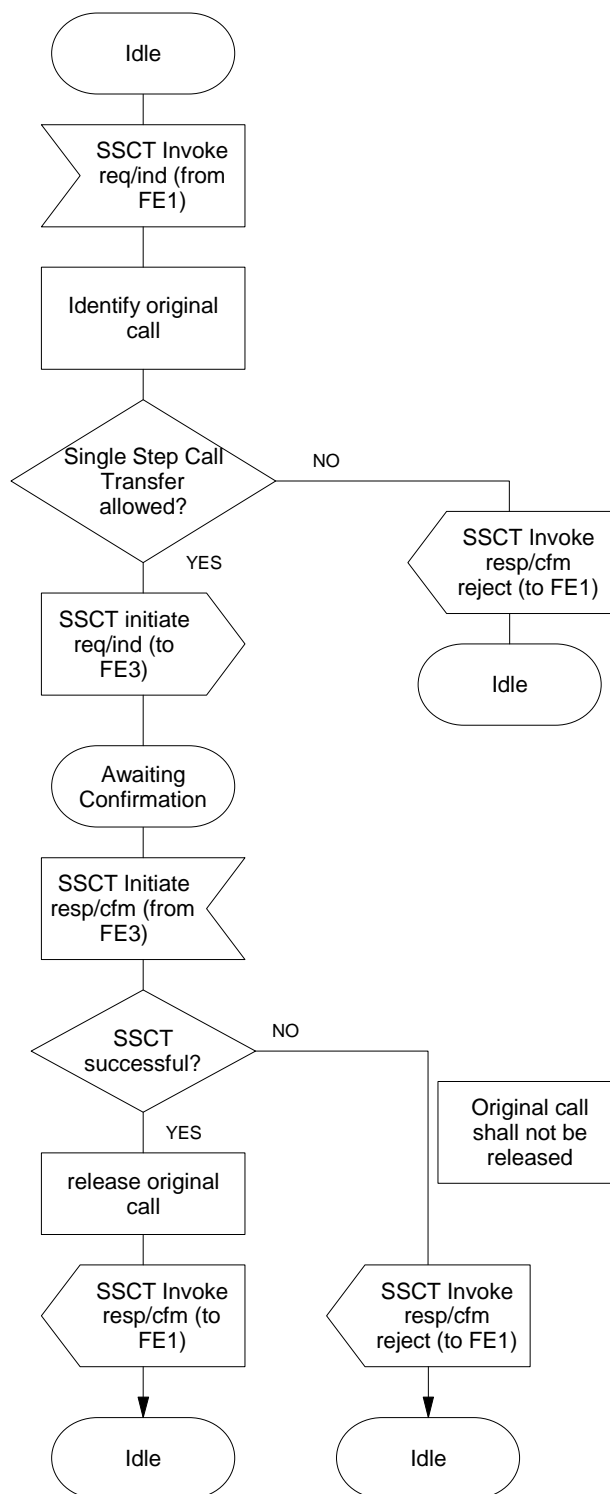 Idle
SSCT Invoke
req/ind (from
FE1)
Identify original
call
Single Step Call
Transfer
allowed?
NO
YES
SSCT Invoke
resp/cfm
reject (to FE1)
Idle
SSCT initiate
req/ind (to
FE3)
Awaiting
Confirmation
SSCT Initiate
resp/cfm (from
FE3)
SSCT
successful?
NO
YES
Original call
shall not be
released
release original
call
SSCT Invoke
resp/cfm (to
FE1)
SSCT Invoke
resp/cfm
reject (to FE1)
Idle
Idle